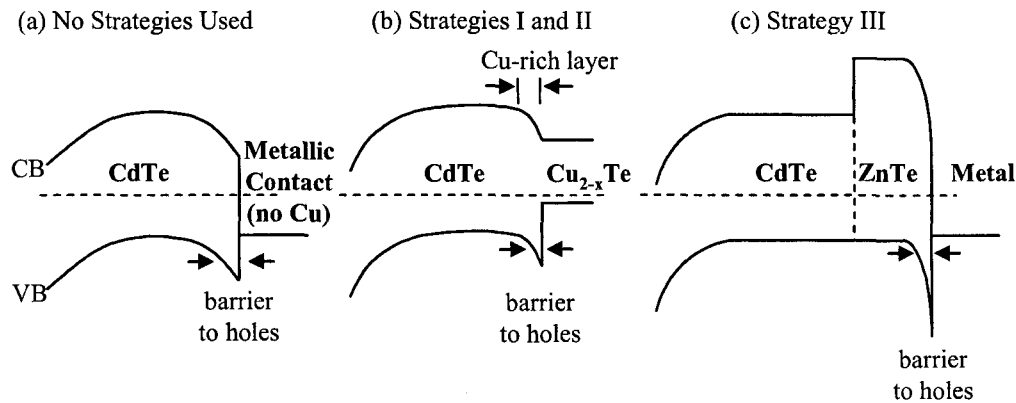 (a) No Strategies Used
(b) Strategies I and II
(c) Strategy III
Cu-rich layer
CB
CdTe
Metallic
Contact
(no Cu)
VB
barrier
to holes
CdTe
Cu2-xTe
barrier
to holes
CdTe
ZnTe
Metal
barrier
to holes